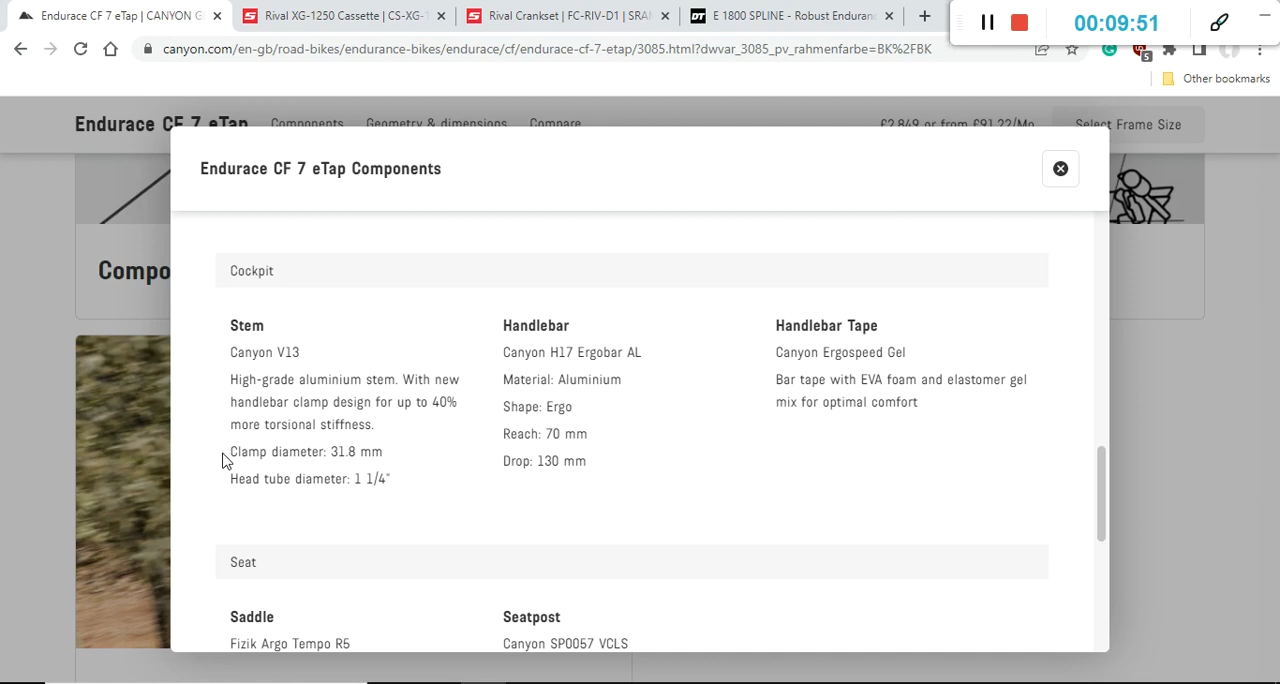 Endurace CF 7 eTap | CANYON G
Rival XG-1250 Cassette | CS-XG-1
Rival Crankset | FC-RIV-D1 | SRA
DT
E 1800 SPLINE - Robust Enduran
00:09:51
canyon.com/en-gb/road-bikes/endurance-bikes/endurace/cf/endurace-cf-7-etap/3085.html?dwvar_3085_pv_rahmenfarbe=BK%2FBK
5
Other bookmarks
Endurace CF 7 eTap
Components
Geometry & dimensions
Compare
£2,849 or from £91.22/Mo
Select Frame Size
Endurace CF 7 eTap Components
Compo
Cockpit
Stem
Canyon V13
High-grade aluminium stem. With new
handlebar clamp design for up to 40%
more torsional stiffness.
Clamp diameter: 31.8 mm
Head tube diameter: 1 1/4"
Handlebar
Canyon H17 Ergobar AL
Material: Aluminium
Shape: Ergo
Reach: 70 mm
Drop: 130 mm
Handlebar Tape
Canyon Ergospeed Gel
Bar tape with EVA foam and elastomer gel
mix for optimal comfort
Seat
Saddle
Fizik Argo Tempo R5
Seatpost
Canyon SP0057 VCLS